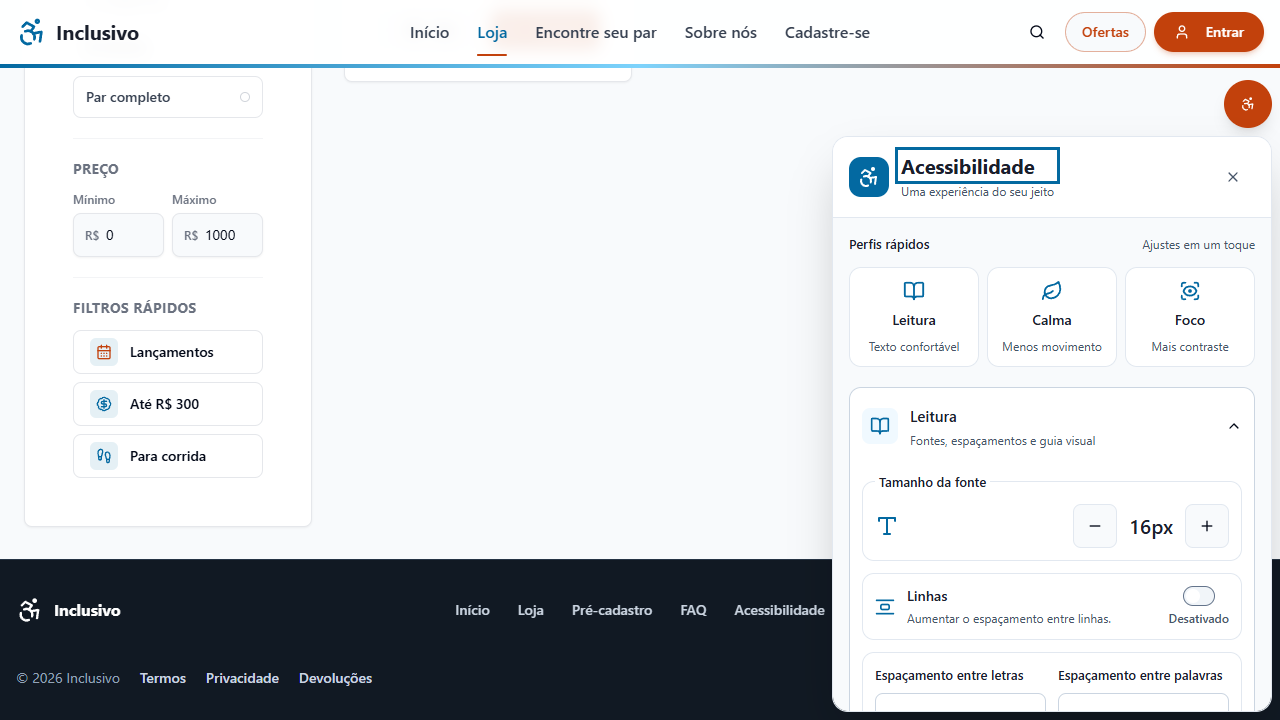 Inclusivo
Início
Loja
Encontre seu par
Sobre nós
Cadastre-se
Ofertas
Entrar
Par completo
PREÇO
Mínimo
Máximo
R$ 0
R$ 1000
FILTROS RÁPIDOS
Lançamentos
Até R$ 300
Para corrida
Acessibilidade
Uma experiência do seu jeito
Perfis rápidos
Ajustes em um toque
Leitura
Texto confortável
Calma
Menos movimento
Foco
Mais contraste
Leitura
Fontes, espaçamentos e guia visual
Tamanho da fonte
16px
Linhas
Aumentar o espaçamento entre linhas.
Desativado
Espaçamento entre letras
Espaçamento entre palavras
Inclusivo
Início
Loja
Pré-cadastro
FAQ
Acessibilidade
© 2026 Inclusivo
Termos
Privacidade
Devoluções